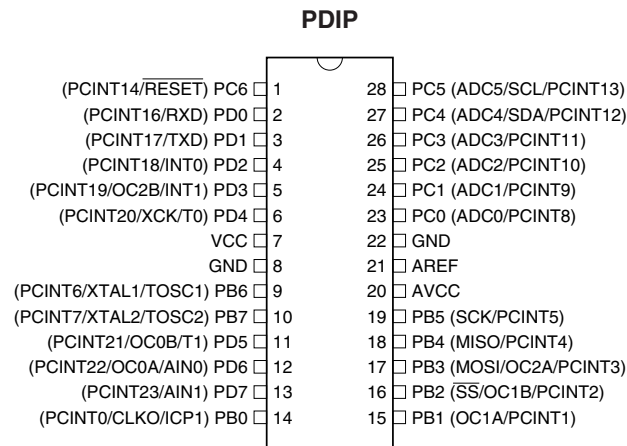 PDIP
(PCINT14/RESET) PC6 1 28 PC5 (ADC5/SCL/PCINT13)
(PCINT16/RXD) PD0 2 27 PC4 (ADC4/SDA/PCINT12)
(PCINT17/TXD) PD1 3 26 PC3 (ADC3/PCINT11)
(PCINT18/INT0) PD2 4 25 PC2 (ADC2/PCINT10)
(PCINT19/OC2B/INT1) PD3 5 24 PC1 (ADC1/PCINT9)
(PCINT20/XCK/T0) PD4 6 23 PC0 (ADC0/PCINT8)
VCC 7 22 GND
GND 8 21 AREF
(PCINT6/XTAL1/TOSC1) PB6 9 20 AVCC
(PCINT7/XTAL2/TOSC2) PB7 10 19 PB5 (SCK/PCINT5)
(PCINT21/OC0B/T1) PD5 11 18 PB4 (MISO/PCINT4)
(PCINT22/OC0A/AIN0) PD6 12 17 PB3 (MOSI/OC2A/PCINT3)
(PCINT23/AIN1) PD7 13 16 PB2 (SS/OC1B/PCINT2)
(PCINT0/CLKO/ICP1) PB0 14 15 PB1 (OC1A/PCINT1)